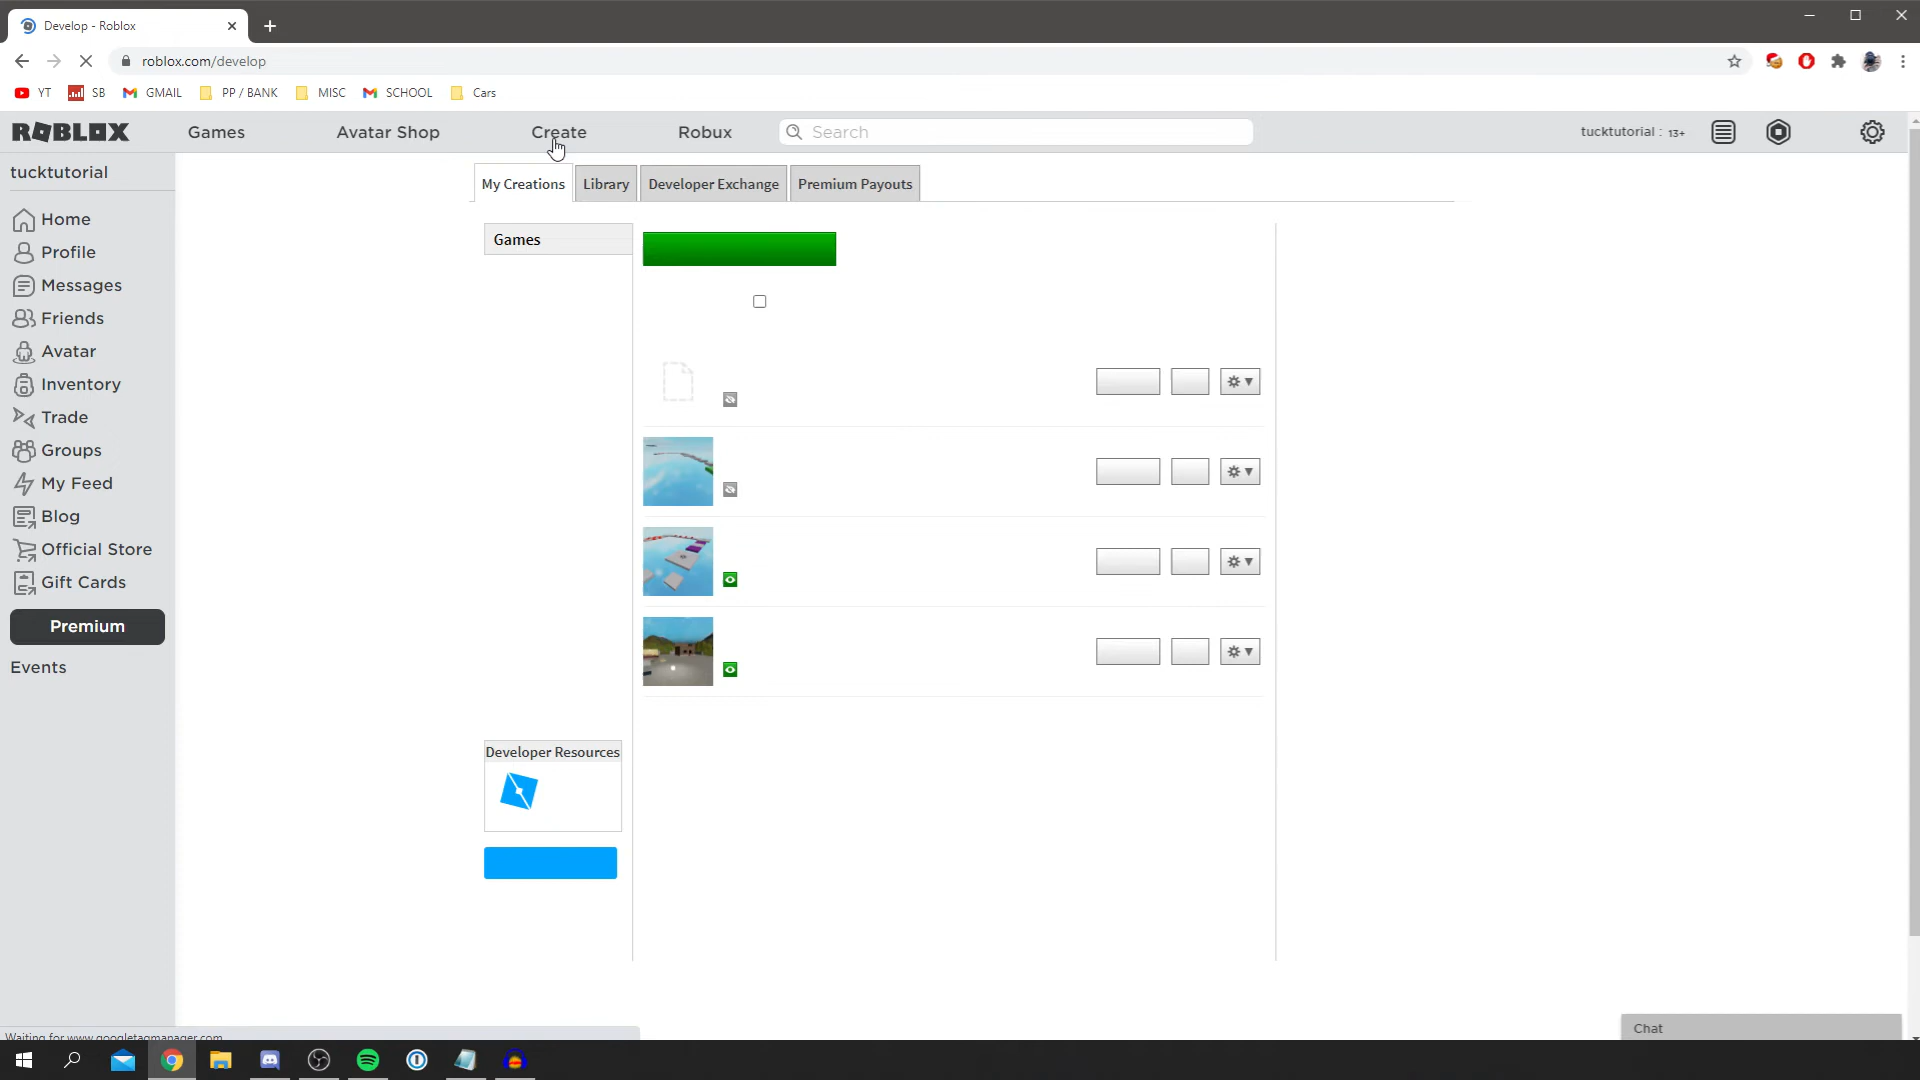 Develop - Roblox
roblox.com/develop
YT SB GMAIL PP / BANK MISC SCHOOL Cars
ROBLOX Games Avatar Shop Create Robux Search tucktutorial : 13+
tucktutorial
My Creations Library Developer Exchange Premium Payouts
Home
Games
Profile
Messages
Friends
Avatar
Inventory
Trade
Groups
My Feed
Blog
Official Store
Gift Cards
Premium
Events
Developer Resources
Chat
Waiting for www.googletagmanager.com...